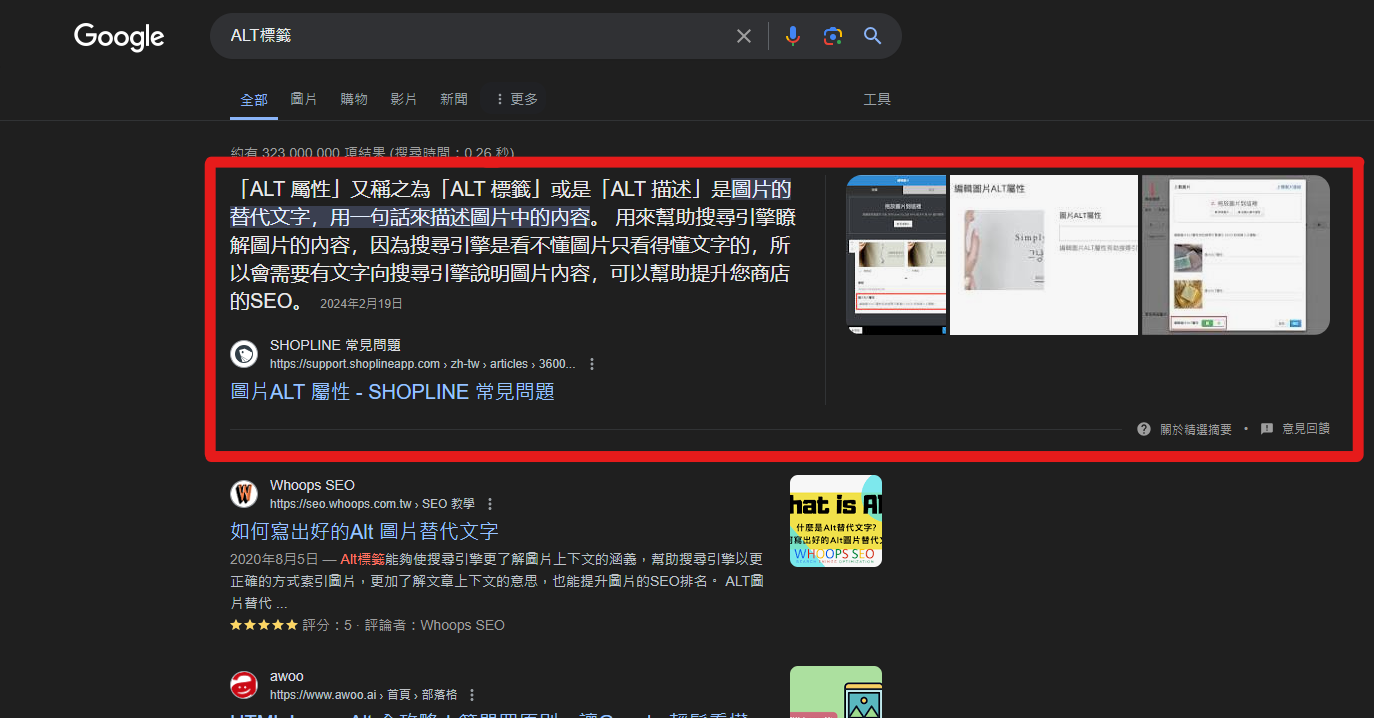 Google
ALT標籤
全部 圖片 購物 影片 新聞 更多 工具
約有 323,000,000 項結果 (搜尋時間:0.26 秒)
「ALT 屬性」又稱之為「ALT 標籤」或是「ALT 描述」是圖片的
替代文字,用一句話來描述圖片中的內容。 用來幫助搜尋引擎瞭
解圖片的內容,因為搜尋引擎是看不懂圖片只看得懂文字的,所
以會需要有文字向搜尋引擎說明圖片內容,可以幫助提升您商店
的SEO。 2024年2月19日
編輯圖片ALT屬性
圖片ALT屬性
Simply
SHOPLINE 常見問題
https://support.shoplineapp.com › zh-tw › articles › 3600...
圖片ALT 屬性 - SHOPLINE 常見問題
關於精選摘要 • 意見回饋
Whoops SEO
https://seo.whoops.com.tw › SEO 教學
如何寫出好的Alt 圖片替代文字
2020年8月5日 — Alt標籤能夠使搜尋引擎更了解圖片上下文的涵義,幫助搜尋引擎以更
正確的方式索引圖片,更加了解文章上下文的意思,也能提升圖片的SEO排名。 ALT圖
片替代 ...
評分:5 · 評論者:Whoops SEO
hat is Al
什麼是Alt替代文字?
寫出好的Alt圖片替代文
WHOOPS SEO
awoo
https://www.awoo.ai › 首頁 › 部落格